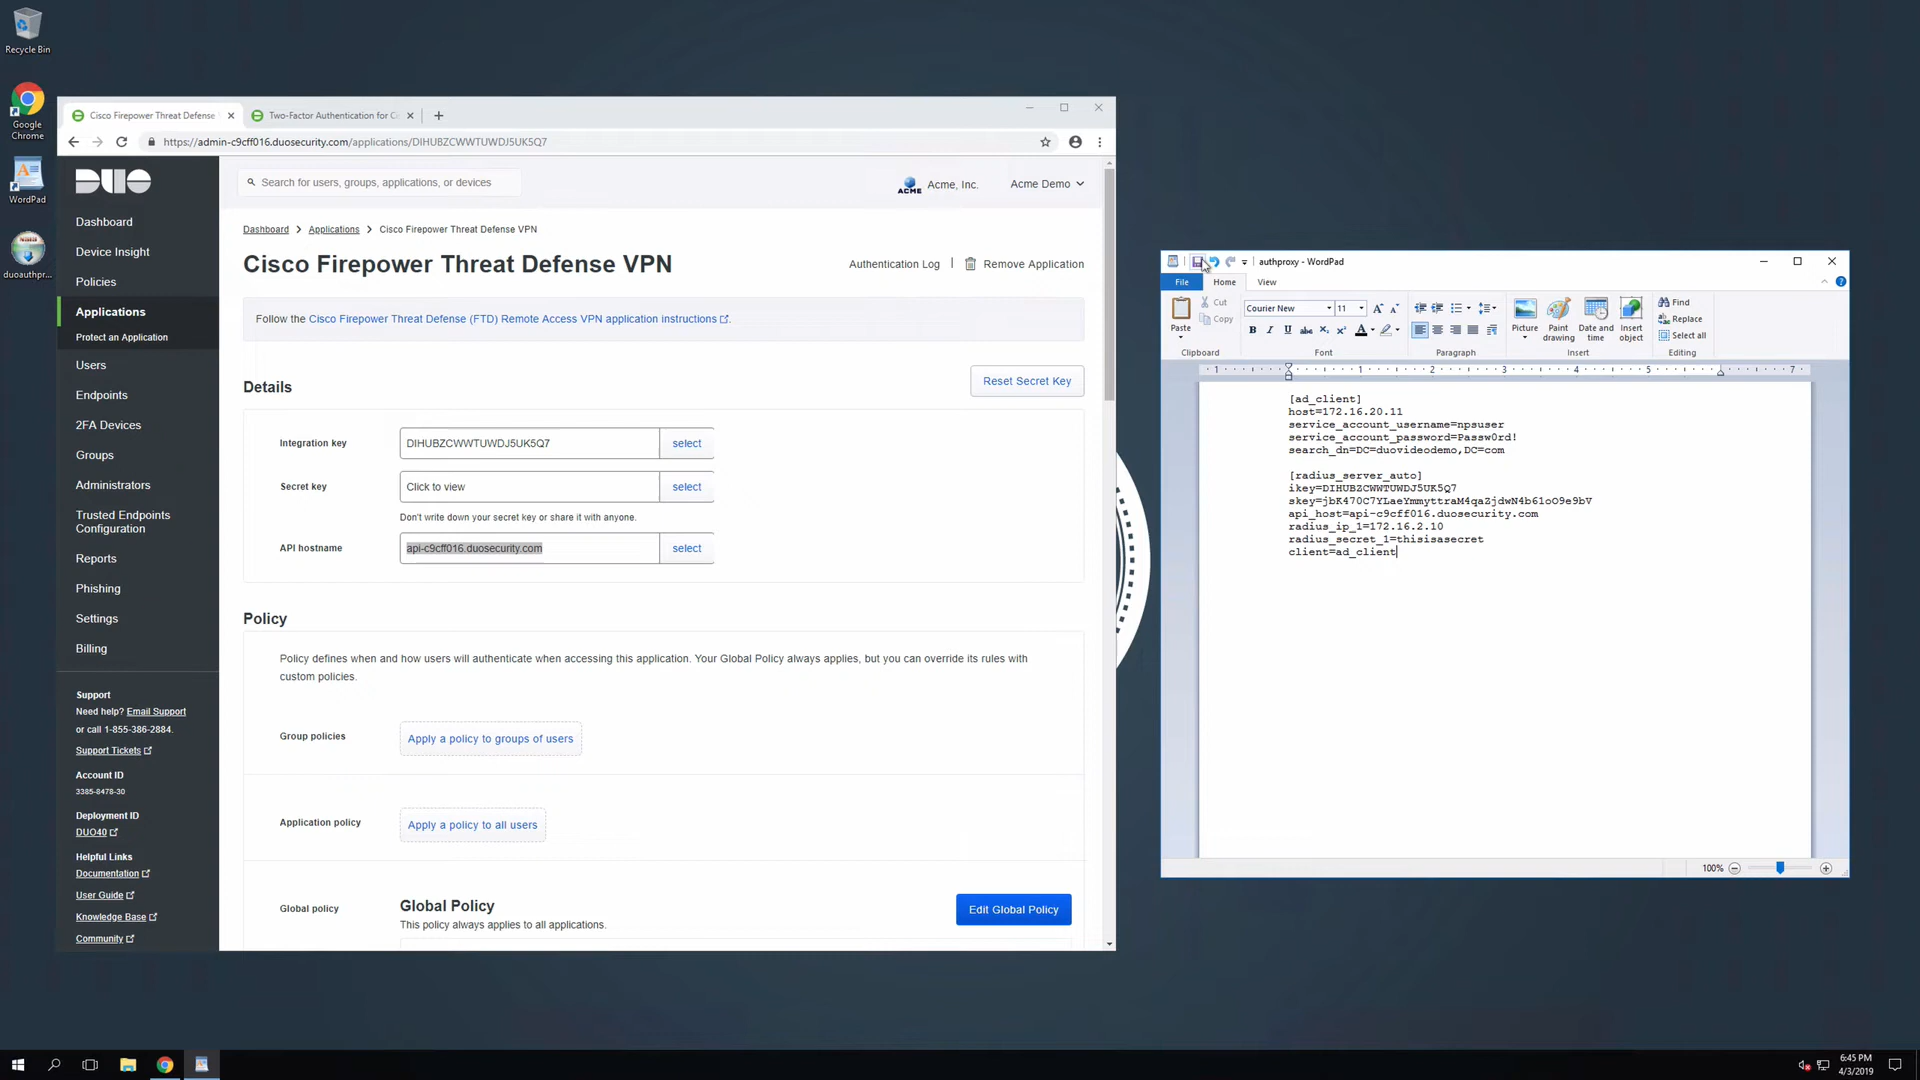 Recycle Bin
Google
Chrome
WordPad
duoauthpr...
Cisco Firepower Threat Defense
Two-Factor Authentication for Ci
https://admin-c9cff016.duosecurity.com/applications/DIHUBZCWWTUWDJ5UK5Q7
DUO
Search for users, groups, applications, or devices
ACME
Acme, Inc.
Acme Demo
Dashboard
Device Insight
Policies
Applications
Protect an Application
Users
Endpoints
2FA Devices
Groups
Administrators
Trusted Endpoints
Configuration
Reports
Phishing
Settings
Billing
Support
Need help? Email Support
or call 1-855-386-2884.
Support Tickets
Account ID
3385-8478-30
Deployment ID
DUO40
Helpful Links
Documentation
User Guide
Knowledge Base
Community
Dashboard > Applications > Cisco Firepower Threat Defense VPN
Cisco Firepower Threat Defense VPN
Authentication Log | Remove Application
Follow the Cisco Firepower Threat Defense (FTD) Remote Access VPN application instructions.
Details
Reset Secret Key
Integration key
DIHUBZCWWTUWDJ5UK5Q7
select
Secret key
Click to view
select
Don't write down your secret key or share it with anyone.
API hostname
api-c9cff016.duosecurity.com
select
Policy
Policy defines when and how users will authenticate when accessing this application. Your Global Policy always applies, but you can override its rules with
custom policies.
Group policies
Apply a policy to groups of users
Application policy
Apply a policy to all users
Global policy
Global Policy
This policy always applies to all applications.
Edit Global Policy
authproxy - WordPad
File
Home
View
Paste
Cut
Copy
Clipboard
Courier New
11
B I U abc X₂ X² A
Font
Paragraph
Picture
Paint
drawing
Date and
time
Insert
object
Insert
Find
Replace
Select all
Editing
1 1 2 3 4 5 7
[ad_client]
host=172.16.20.11
service_account_username=npsuser
service_account_password=Passw0rd!
search_dn=DC=duovideodemo,DC=com
[radius_server_auto]
ikey=DIHUBZCWWTUWDJ5UK5Q7
skey=jbK470C7YLaeYmmyttraM4qaZjdwN4b61oO9e9bV
api_host=api-c9cff016.duosecurity.com
radius_ip_1=172.16.2.10
radius_secret_1=thisisasecret
client=ad_client
100%
6:45 PM
4/3/2019